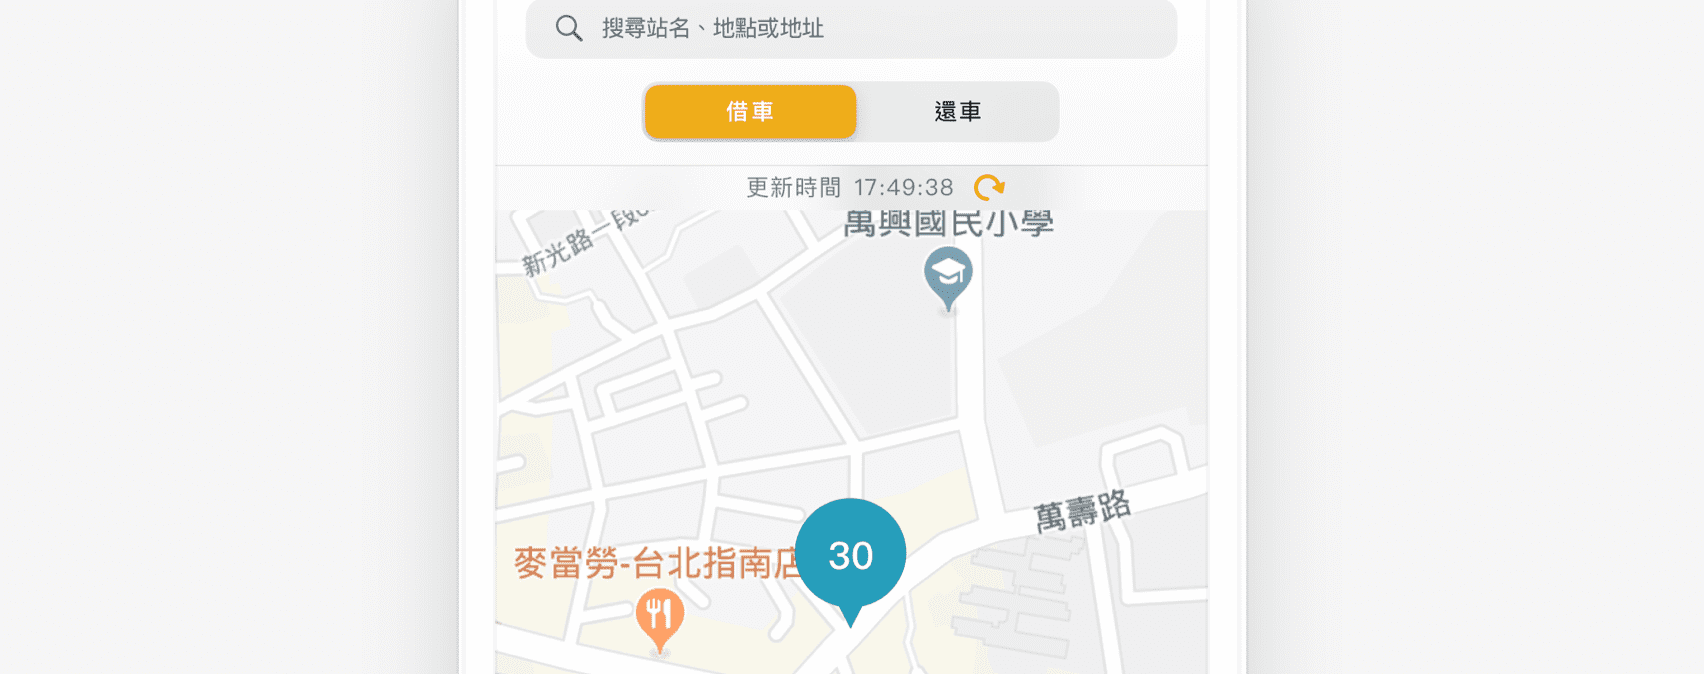 搜尋站名、地點或地址
借車
還車
更新時間 17:49:38
萬興國民小學
新光路一段
萬壽路
30
麥當勞-台北指南店